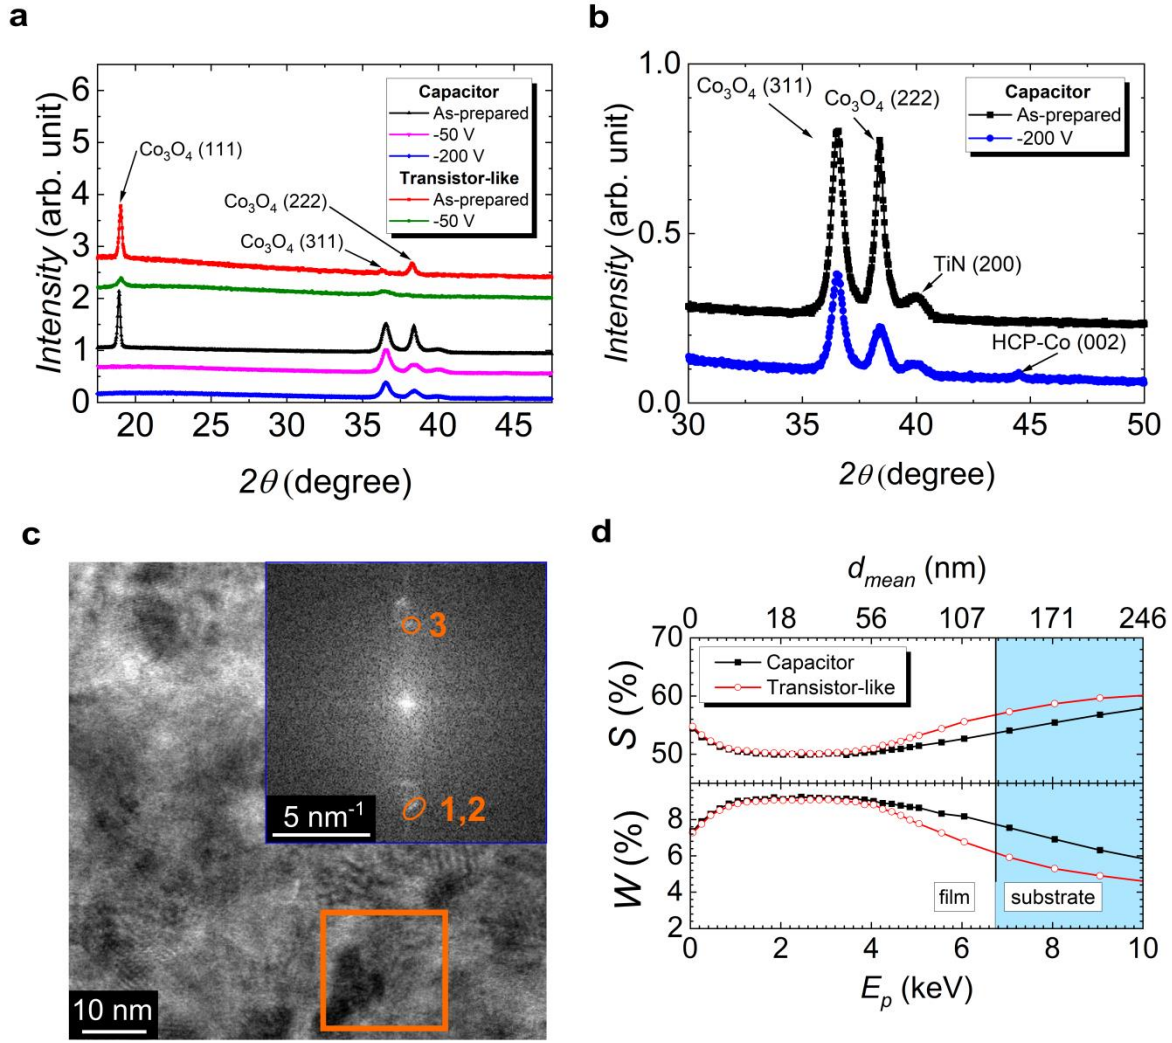 a
Capacitor
As-prepared
-50 V
-200 V
Transistor-like
As-prepared
-50 V
Co3O4 (111)
Co3O4 (222)
Co3O4 (311)
6
5
4
3
2
1
0
Intensity (arb. unit)
20 25 30 35 40 45
2θ (degree)
b
Co3O4 (311)
Co3O4 (222)
Capacitor
As-prepared
-200 V
TiN (200)
HCP-Co (002)
1.0
0.5
0.0
Intensity (arb. unit)
30 35 40 45 50
2θ (degree)
c
3
1,2
5 nm-1
10 nm
d
dmean (nm)
0 18 56 107 171 246
70
60
50
S (%)
Capacitor
Transistor-like
8
6
4
2
W (%)
film
substrate
0 2 4 6 8 10
Ep (keV)